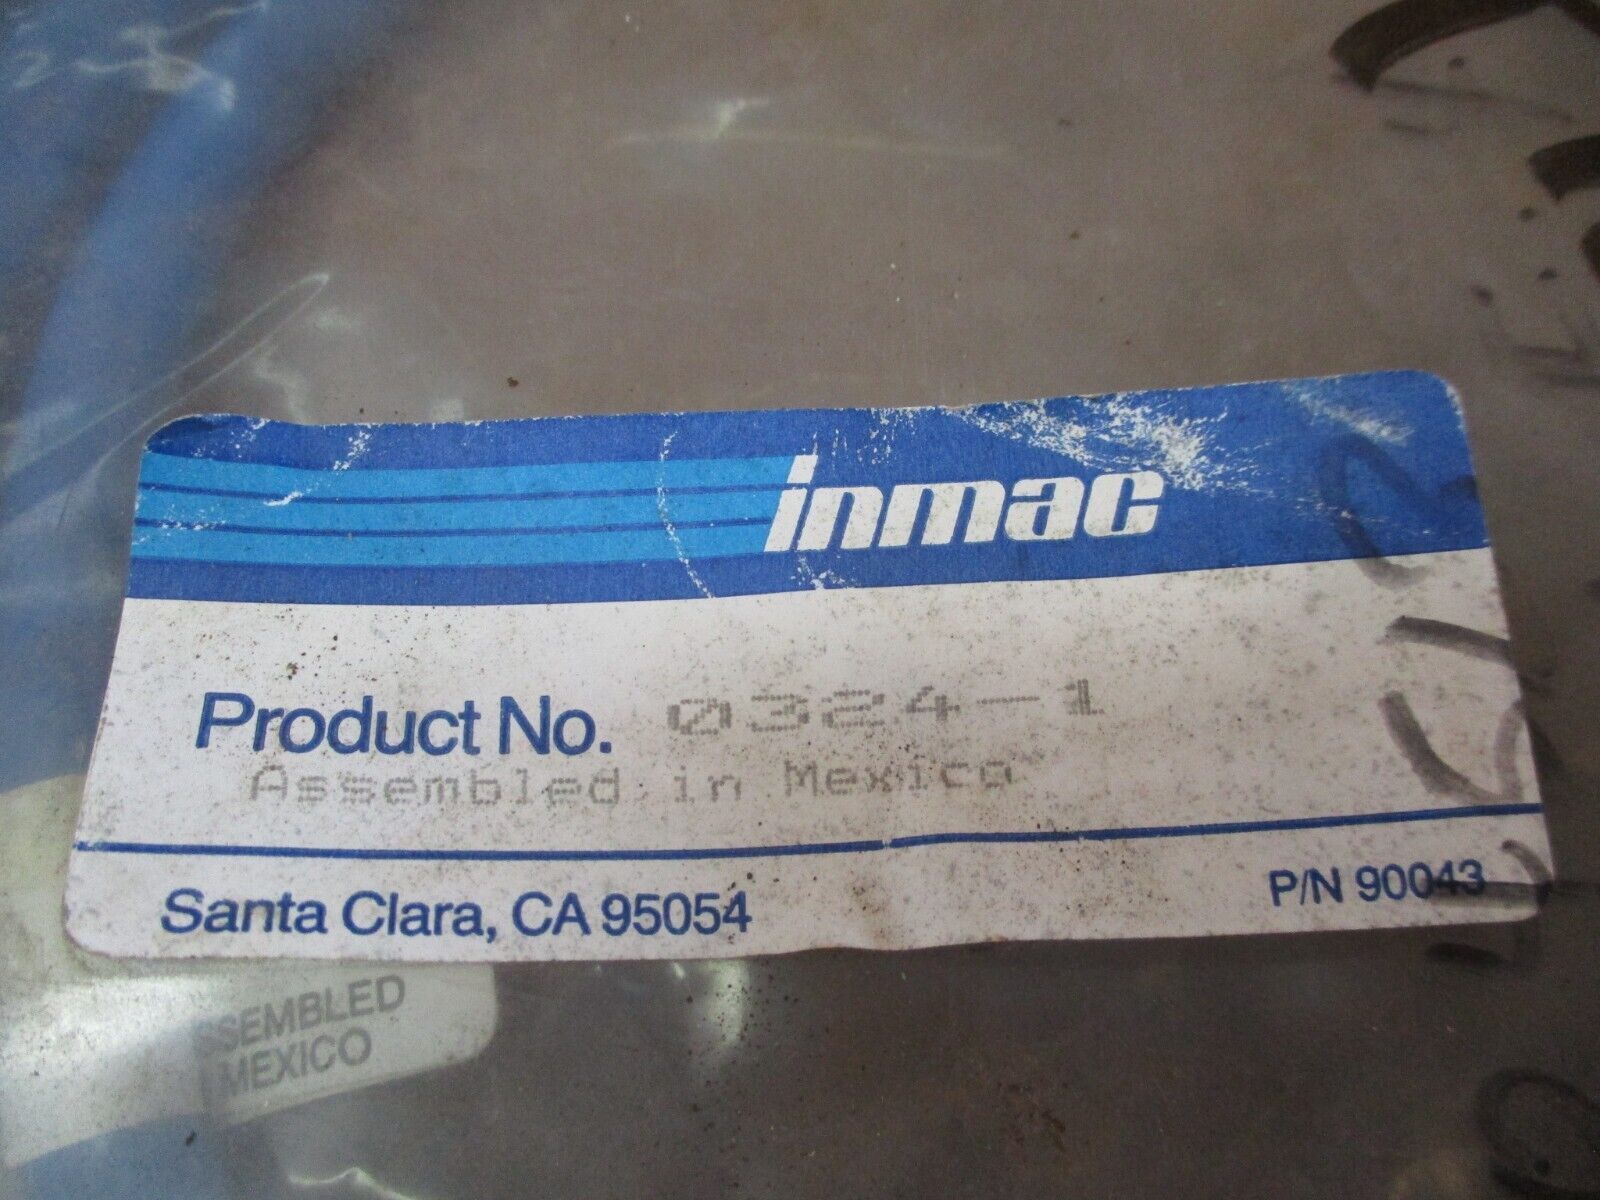 inmac
Product No. 0324-1
Assembled in Mexico
Santa Clara, CA 95054
P/N 90043
SEMBLED
MEXICO